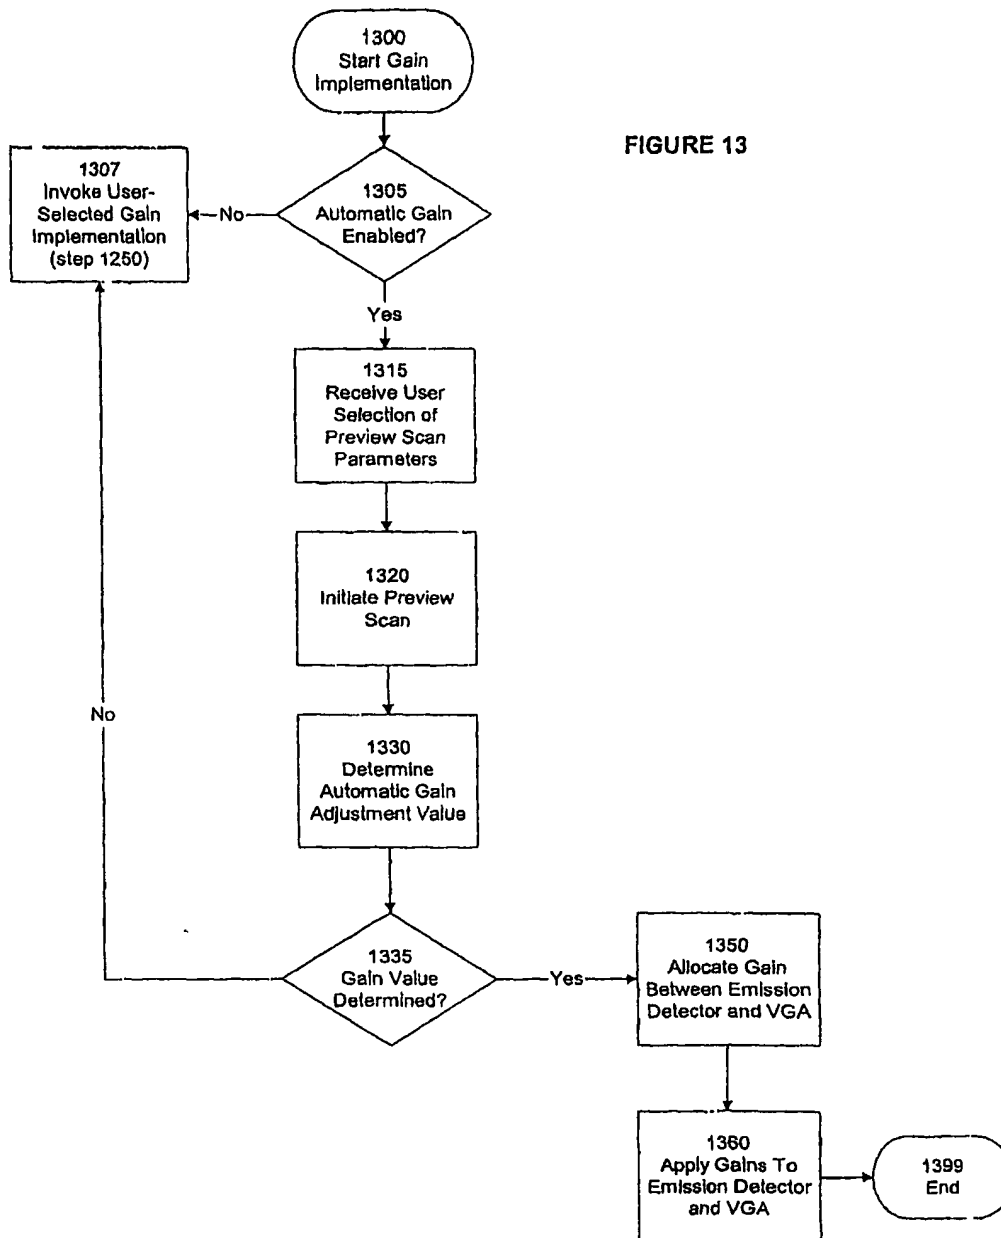 1300
Start Gain
Implementation
FIGURE 13
1307
Invoke User-
Selected Gain
Implementation
(step 1250)
No
1305
Automatic Gain
Enabled?
Yes
1315
Receive User
Selection of
Preview Scan
Parameters
1320
Initiate Preview
Scan
No
1330
Determine
Automatic Gain
Adjustment Value
1335
Gain Value
Determined?
Yes
1350
Allocate Gain
Between Emission
Detector and VGA
1360
Apply Gains To
Emission Detector
and VGA
1399
End